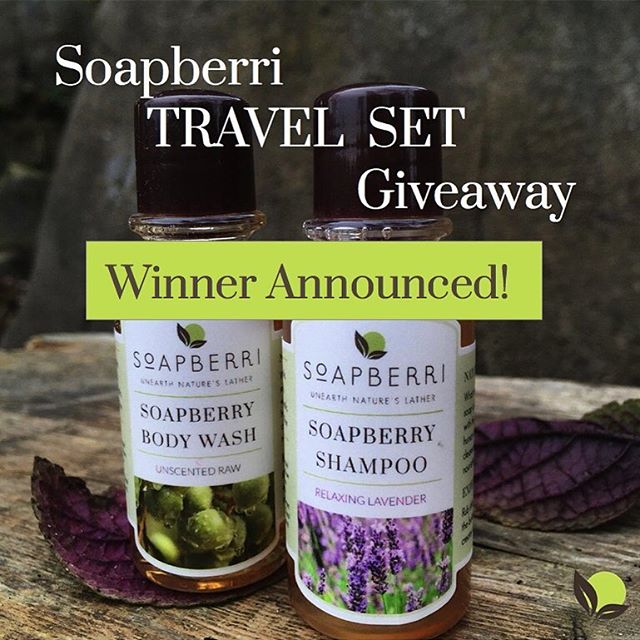 Soapberri
TRAVEL SET
Giveaway
Winner Announced!
SOAPBERRI
UNEARTH NATURE'S LATHER
SOAPBERRY
BODY WASH
UNSCENTED RAW
SOAPBERRI
UNEARTH NATURE'S LATHER
SOAPBERRY
SHAMPOO
RELAXING LAVENDER